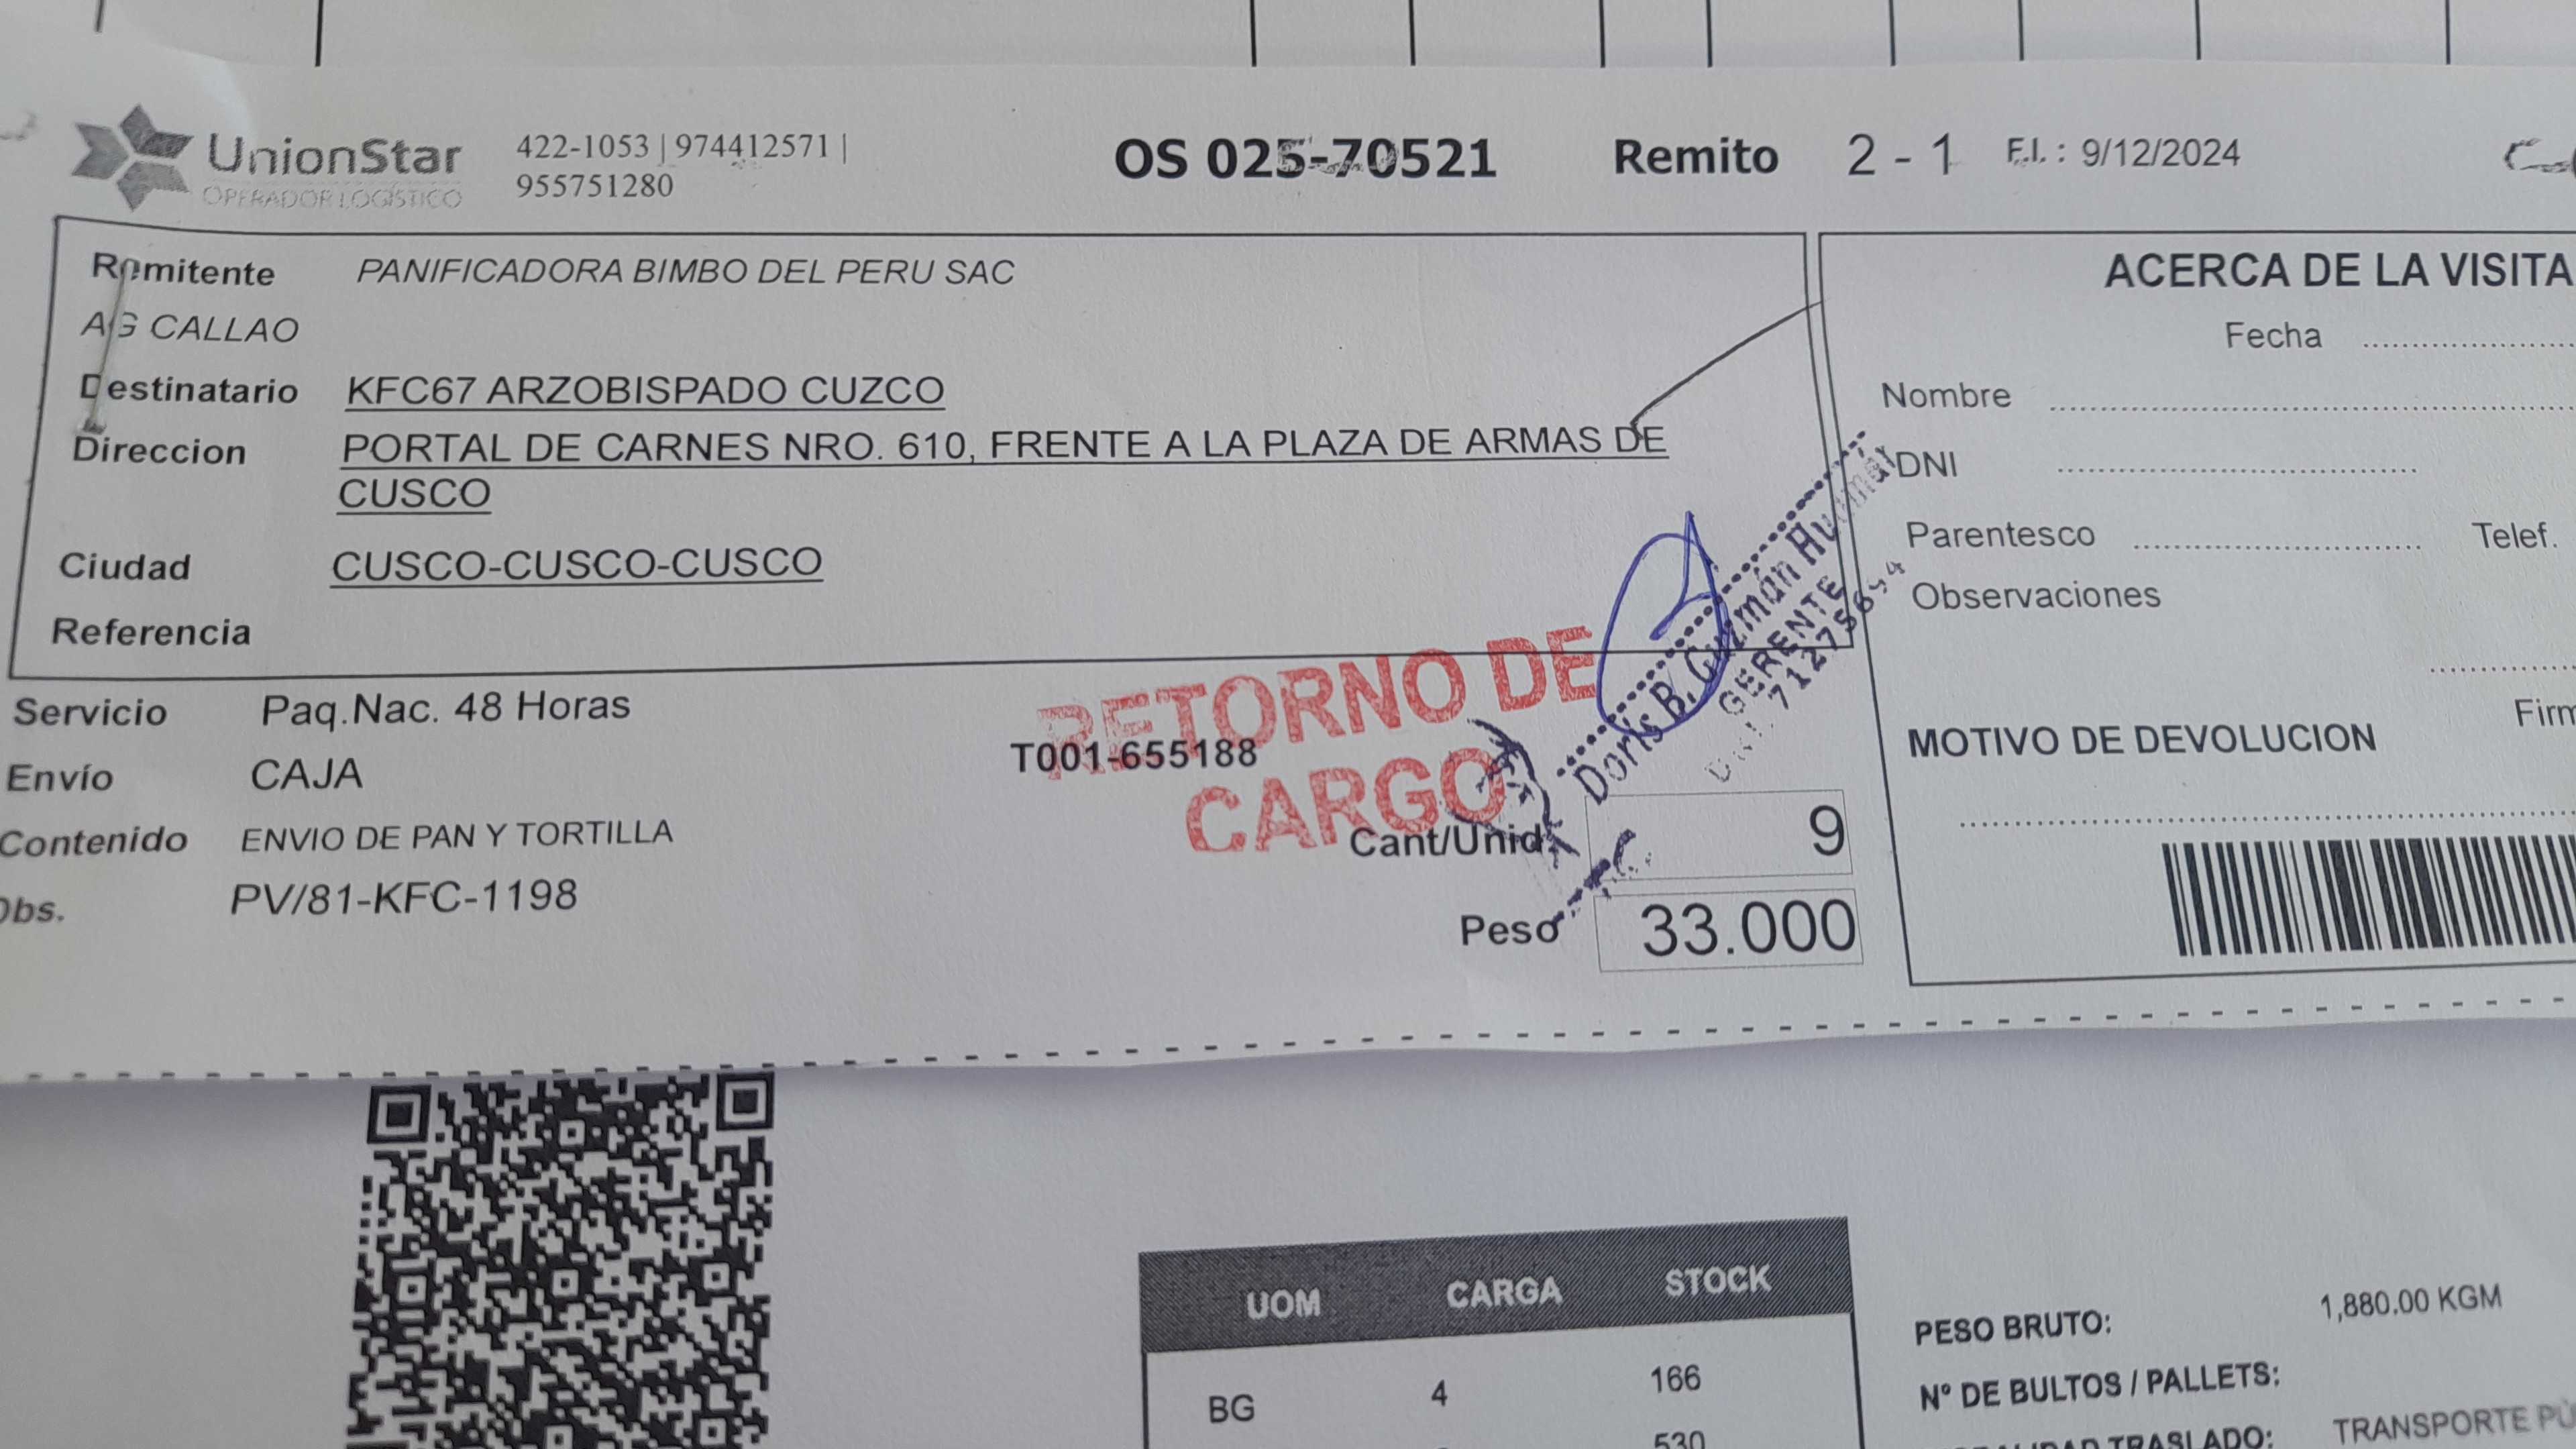 UnionStar
OPERADOR LOGÍSTICO
422-1053 | 974412571 |
955751280
OS 025-70521
Remito 2 - 1 F.I. : 9/12/2024
Remitente PANIFICADORA BIMBO DEL PERU SAC
AG CALLAO
Destinatario KFC67 ARZOBISPADO CUZCO
Direccion PORTAL DE CARNES NRO. 610, FRENTE A LA PLAZA DE ARMAS DE
CUSCO
Ciudad CUSCO-CUSCO-CUSCO
Referencia
Servicio Paq.Nac. 48 Horas
Envío CAJA
Contenido ENVIO DE PAN Y TORTILLA
Obs. PV/81-KFC-1198
T001-655188
RETORNO DE
CARGO
Doris B. Guzmán
GERENTE
Cant/Unid. 9
Peso 33.000
ACERCA DE LA VISITA
Fecha
Nombre
DNI
Parentesco Telef.
Observaciones
Firm
MOTIVO DE DEVOLUCION
UOM CARGA STOCK
BG 4 166
530
PESO BRUTO: 1,880.00 KGM
N° DE BULTOS / PALLETS:
TRASLADO: TRANSPORTE